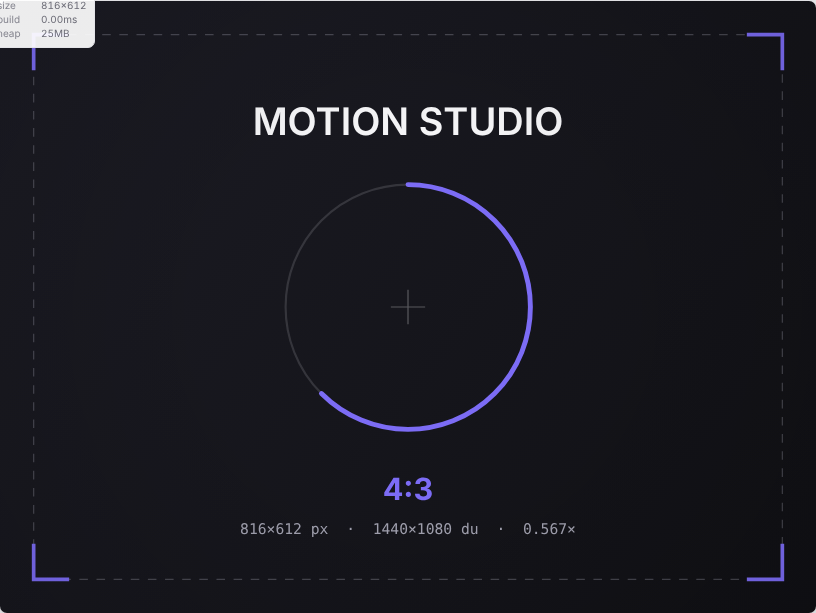 size 816×612
build 0.00ms
heap 25MB
MOTION STUDIO
4:3
816×612 px · 1440×1080 du · 0.567×